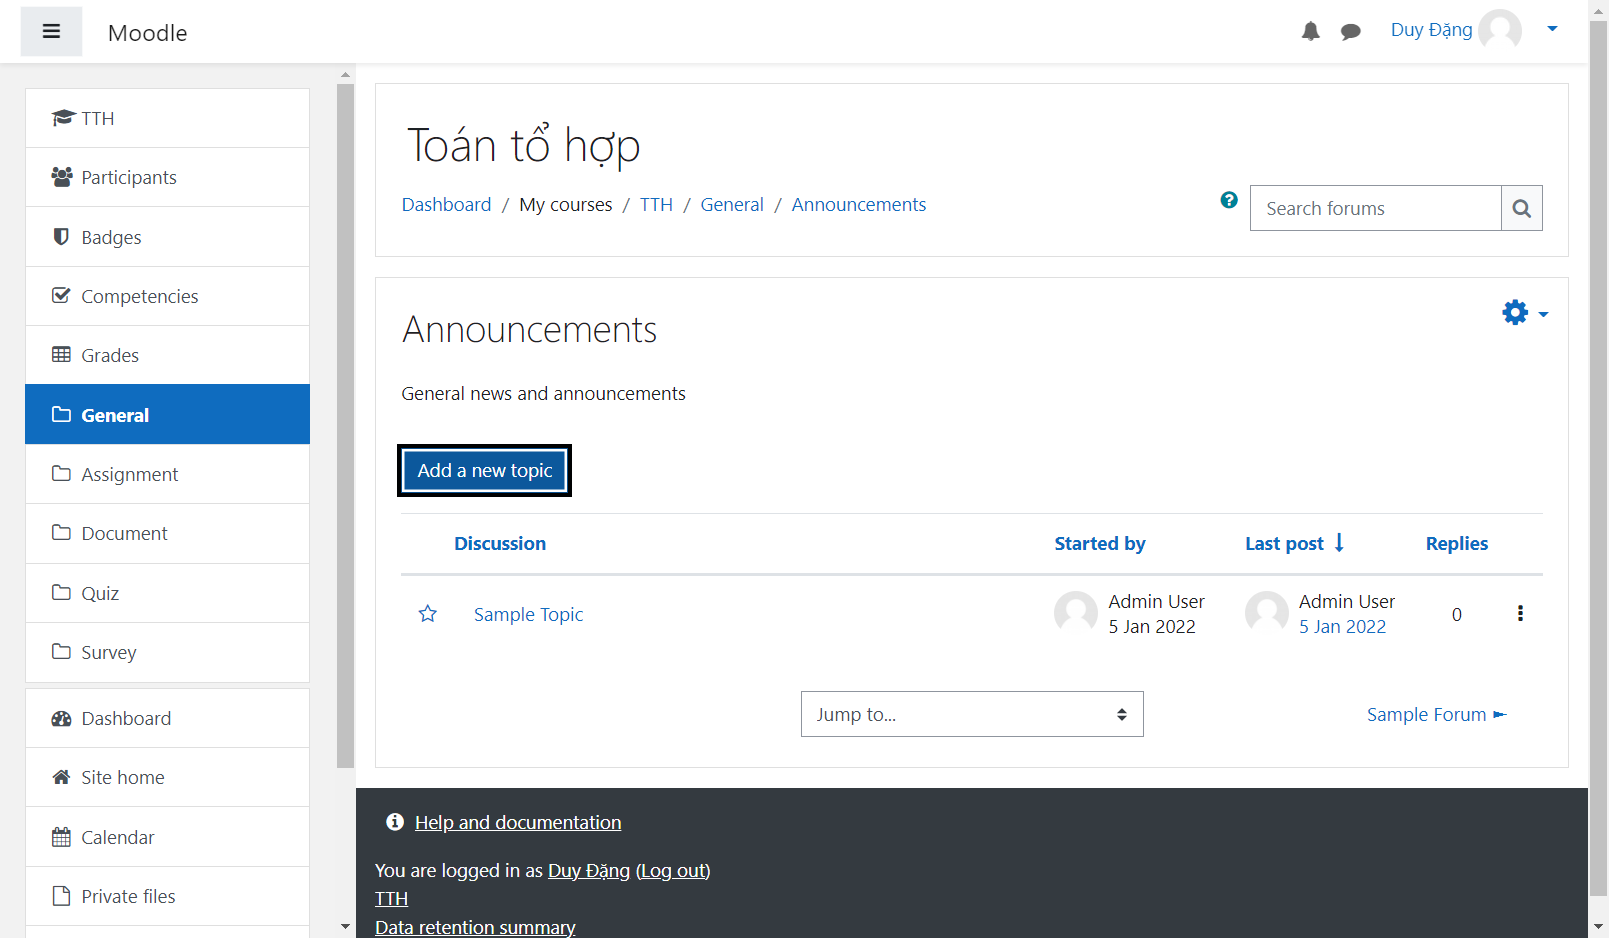 Moodle
Duy Đặng
TTH
Participants
Badges
Competencies
Grades
General
Assignment
Document
Quiz
Survey
Dashboard
Site home
Calendar
Private files
Toán tổ hợp
Dashboard / My courses / TTH / General / Announcements
Search forums
Announcements
General news and announcements
Add a new topic
Discussion Started by Last post Replies
Sample Topic Admin User 5 Jan 2022 Admin User 5 Jan 2022 0
Jump to...
Sample Forum
Help and documentation
You are logged in as Duy Đặng (Log out)
TTH
Data retention summary